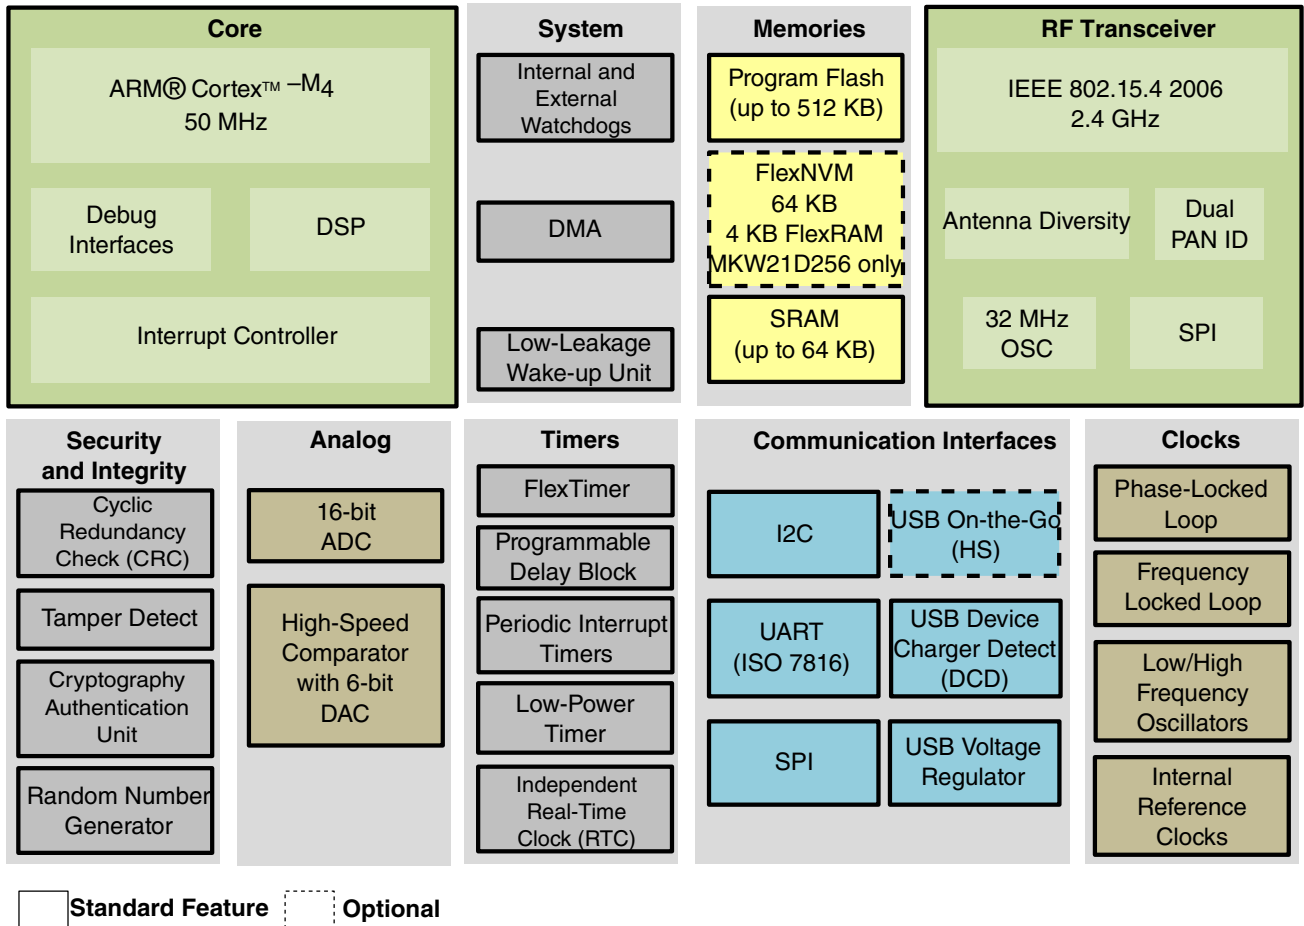 Core
ARM® Cortex™ –M4
50 MHz
Debug
Interfaces
DSP
Interrupt Controller
System
Internal and
External
Watchdogs
DMA
Low-Leakage
Wake-up Unit
Memories
Program Flash
(up to 512 KB)
FlexNVM
64 KB
4 KB FlexRAM
MKW21D256 only
SRAM
(up to 64 KB)
RF Transceiver
IEEE 802.15.4 2006
2.4 GHz
Antenna Diversity
Dual
PAN ID
32 MHz
OSC
SPI
Security
and Integrity
Cyclic
Redundancy
Check (CRC)
Tamper Detect
Cryptography
Authentication
Unit
Random Number
Generator
Analog
16-bit
ADC
High-Speed
Comparator
with 6-bit
DAC
Timers
FlexTimer
Programmable
Delay Block
Periodic Interrupt
Timers
Low-Power
Timer
Independent
Real-Time
Clock (RTC)
Communication Interfaces
I2C
USB On-the-Go
(HS)
UART
(ISO 7816)
USB Device
Charger Detect
(DCD)
SPI
USB Voltage
Regulator
Clocks
Phase-Locked
Loop
Frequency
Locked Loop
Low/High
Frequency
Oscillators
Internal
Reference
Clocks
Standard Feature
Optional